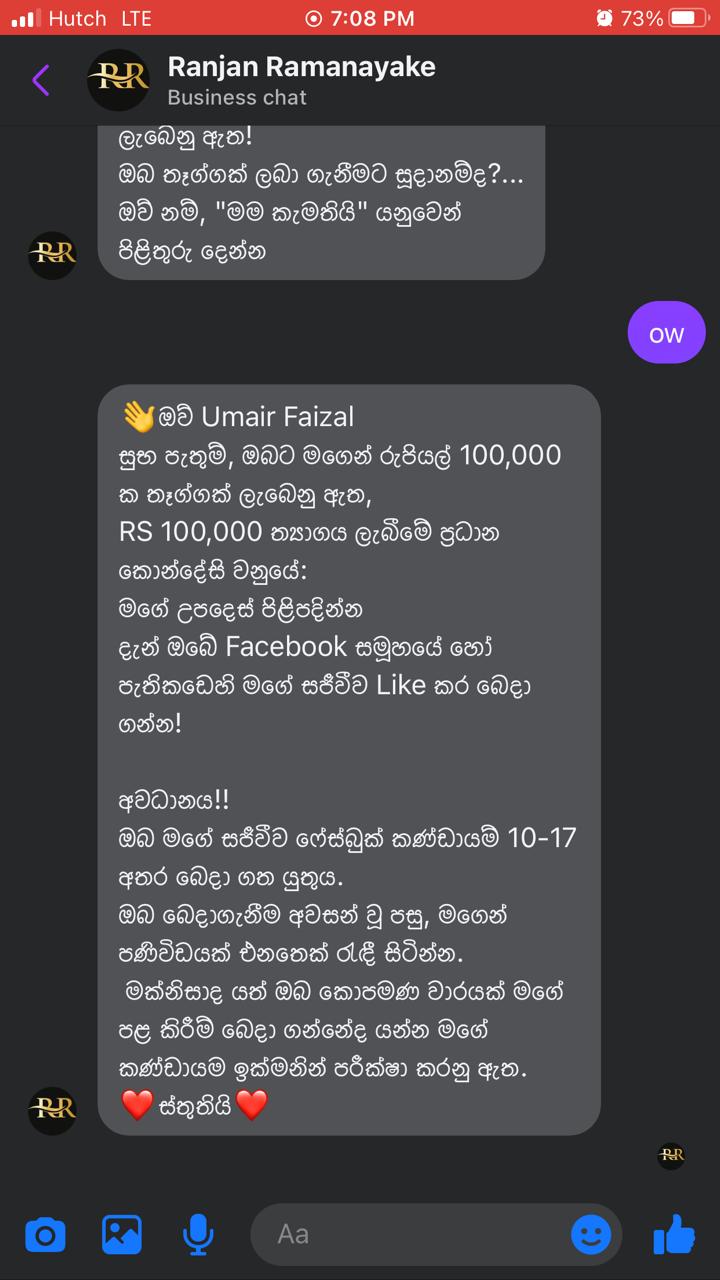 Hutch LTE 7:08 PM 73%
Ranjan Ramanayake
Business chat
ලැබෙනු ඇත!
ඔබ තෑග්ගක් ලබා ගැනීමට සූදානම්ද?...
ඔව් නම්, "මම කැමතියි" යනුවෙන්
පිළිතුරු දෙන්න
RR
ow
👋ඔව් Umair Faizal
සුභ පැතුම්, ඔබට මගෙන් රුපියල් 100,000
ක තෑග්ගක් ලැබෙනු ඇත,
RS 100,000 ත්‍යාගය ලැබීමේ ප්‍රධාන
කොන්දේසි වනුයේ:
මගේ උපදෙස් පිළිපදින්න
දැන් ඔබේ Facebook සමූහයේ හෝ
පැතිකඩෙහි මගේ සජීවීව Like කර බෙදා
ගන්න!
අවධානය!!
ඔබ මගේ සජීවීව ෆේස්බුක් කණ්ඩායම් 10-17
අතර බෙදා ගත යුතුය.
ඔබ බෙදාගැනීම අවසන් වූ පසු, මගෙන්
පණිවිඩයක් එනතෙක් රැඳී සිටින්න.
මක්නිසාද යත් ඔබ කොපමණ වාරයක් මගේ
පළ කිරීම් බෙදා ගන්නේද යන්න මගේ
කණ්ඩායම ඉක්මනින් පරීක්ෂා කරනු ඇත.
❤️ස්තුතියි❤️
RR
RR
Aa